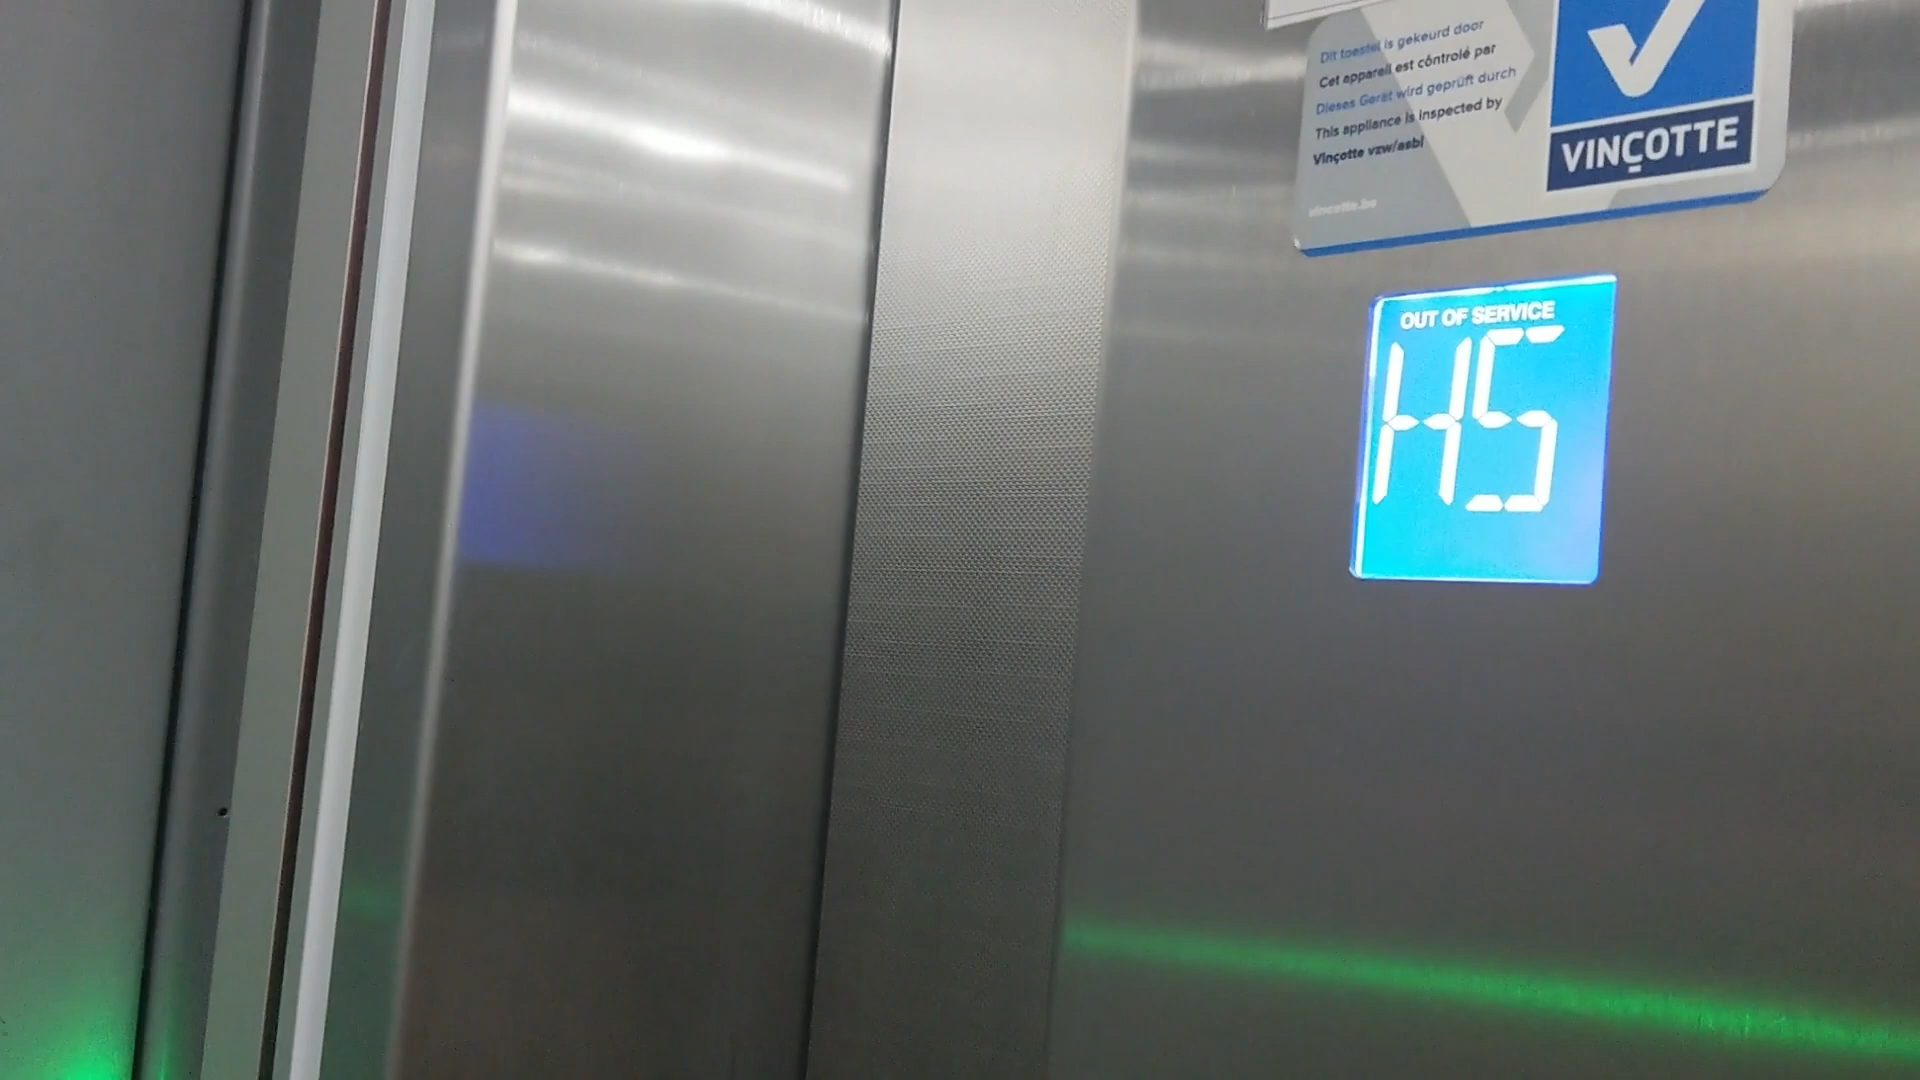 Dit toestel is gekeurd door
Cet appareil est côntrolé par
Dieses Gerät wird geprüft durch
This appliance is inspected by
Vinçotte vzw/asbl
vincotte.be
VINÇOTTE
OUT OF SERVICE
HS